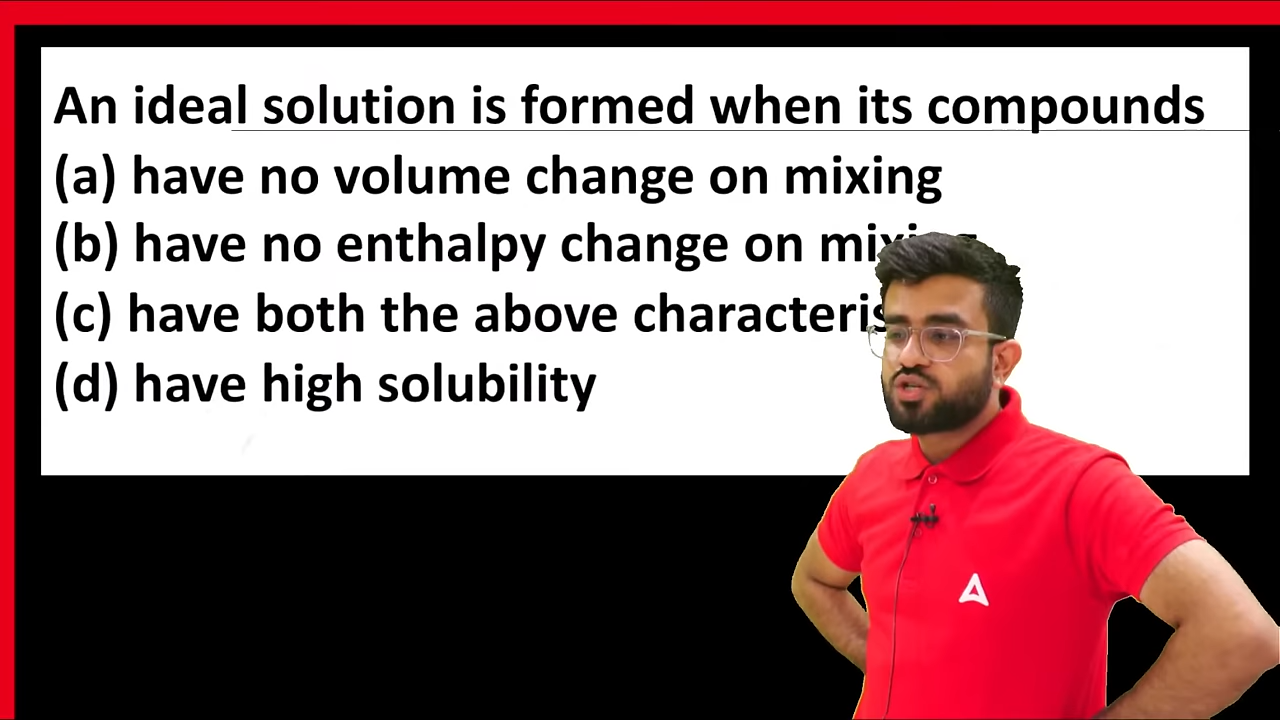 An ideal solution is formed when its compounds
(a) have no volume change on mixing
(b) have no enthalpy change on
(c) have both the above
(d) have high solubility